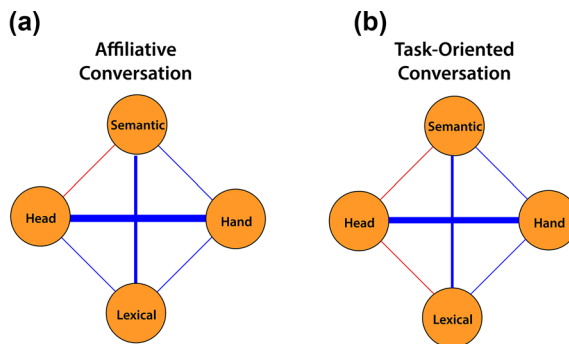 (a)
Affiliative
Conversation
Semantic
Head
Hand
Lexical
(b)
Task-Oriented
Conversation
Semantic
Head
Hand
Lexical